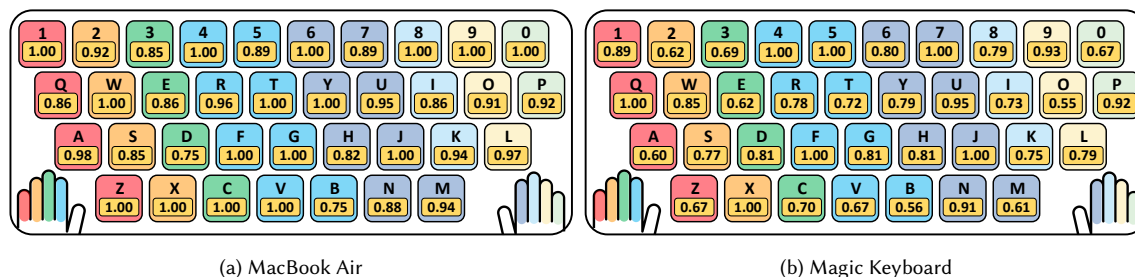 1 2 3 4 5 6 7 8 9 0
1.00 0.92 0.85 1.00 0.89 1.00 0.89 1.00 1.00 1.00
Q W E R T Y U I O P
0.86 1.00 0.86 0.96 1.00 1.00 0.95 0.86 0.91 0.92
A S D F G H J K L
0.98 0.85 0.75 1.00 1.00 0.82 1.00 0.94 0.97
Z X C V B N M
1.00 1.00 1.00 1.00 0.75 0.88 0.94
(a) MacBook Air
1 2 3 4 5 6 7 8 9 0
0.89 0.62 0.69 1.00 1.00 0.80 1.00 0.79 0.93 0.67
Q W E R T Y U I O P
1.00 0.85 0.62 0.78 0.72 0.79 0.95 0.73 0.55 0.92
A S D F G H J K L
0.60 0.77 0.81 1.00 0.81 0.81 1.00 0.75 0.79
Z X C V B N M
0.67 1.00 0.70 0.67 0.56 0.91 0.61
(b) Magic Keyboard